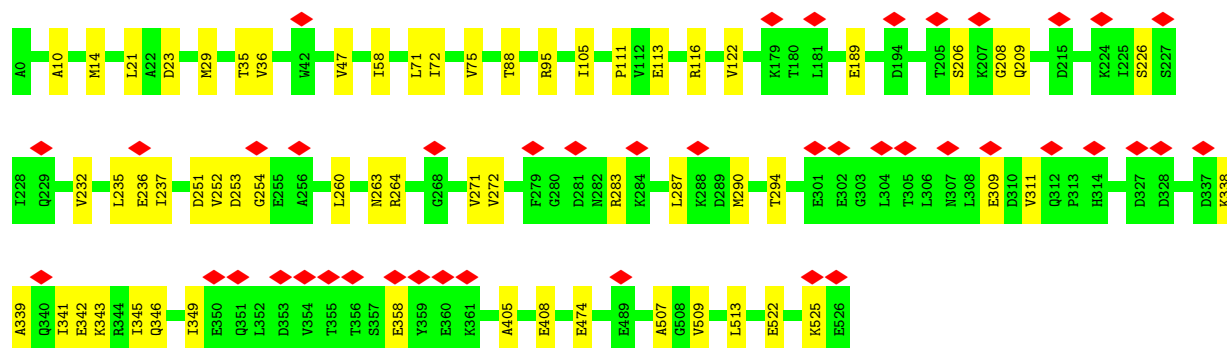 A0 A10 M14 L21 A22 D23 M29 T35 V36 W42 V47 I58 L71 I72 V75 T88 R95 I105 P111 V112 E113 R116 V122 K179 T180 L181 E189 D194 T205 S206 K207 G208 Q209 D215 K224 I225 S226 S227
I228 Q229 V232 L235 E236 I237 D251 V252 D253 G254 E255 A256 L260 N263 R264 G268 V271 V272 F279 G280 D281 N282 R283 K284 L287 K288 D289 M290 T294 E301 E302 G303 L304 T305 L306 N307 L308 E309 D310 V311 Q312 P313 H314 D327 D328 D337 K338
A339 Q340 I341 E342 K343 R344 I345 Q346 I349 E350 Q351 L352 D353 V354 T355 T356 S357 E358 Y359 E360 K361 A405 E408 E474 E489 A507 G508 V509 L513 E522 K525 E526